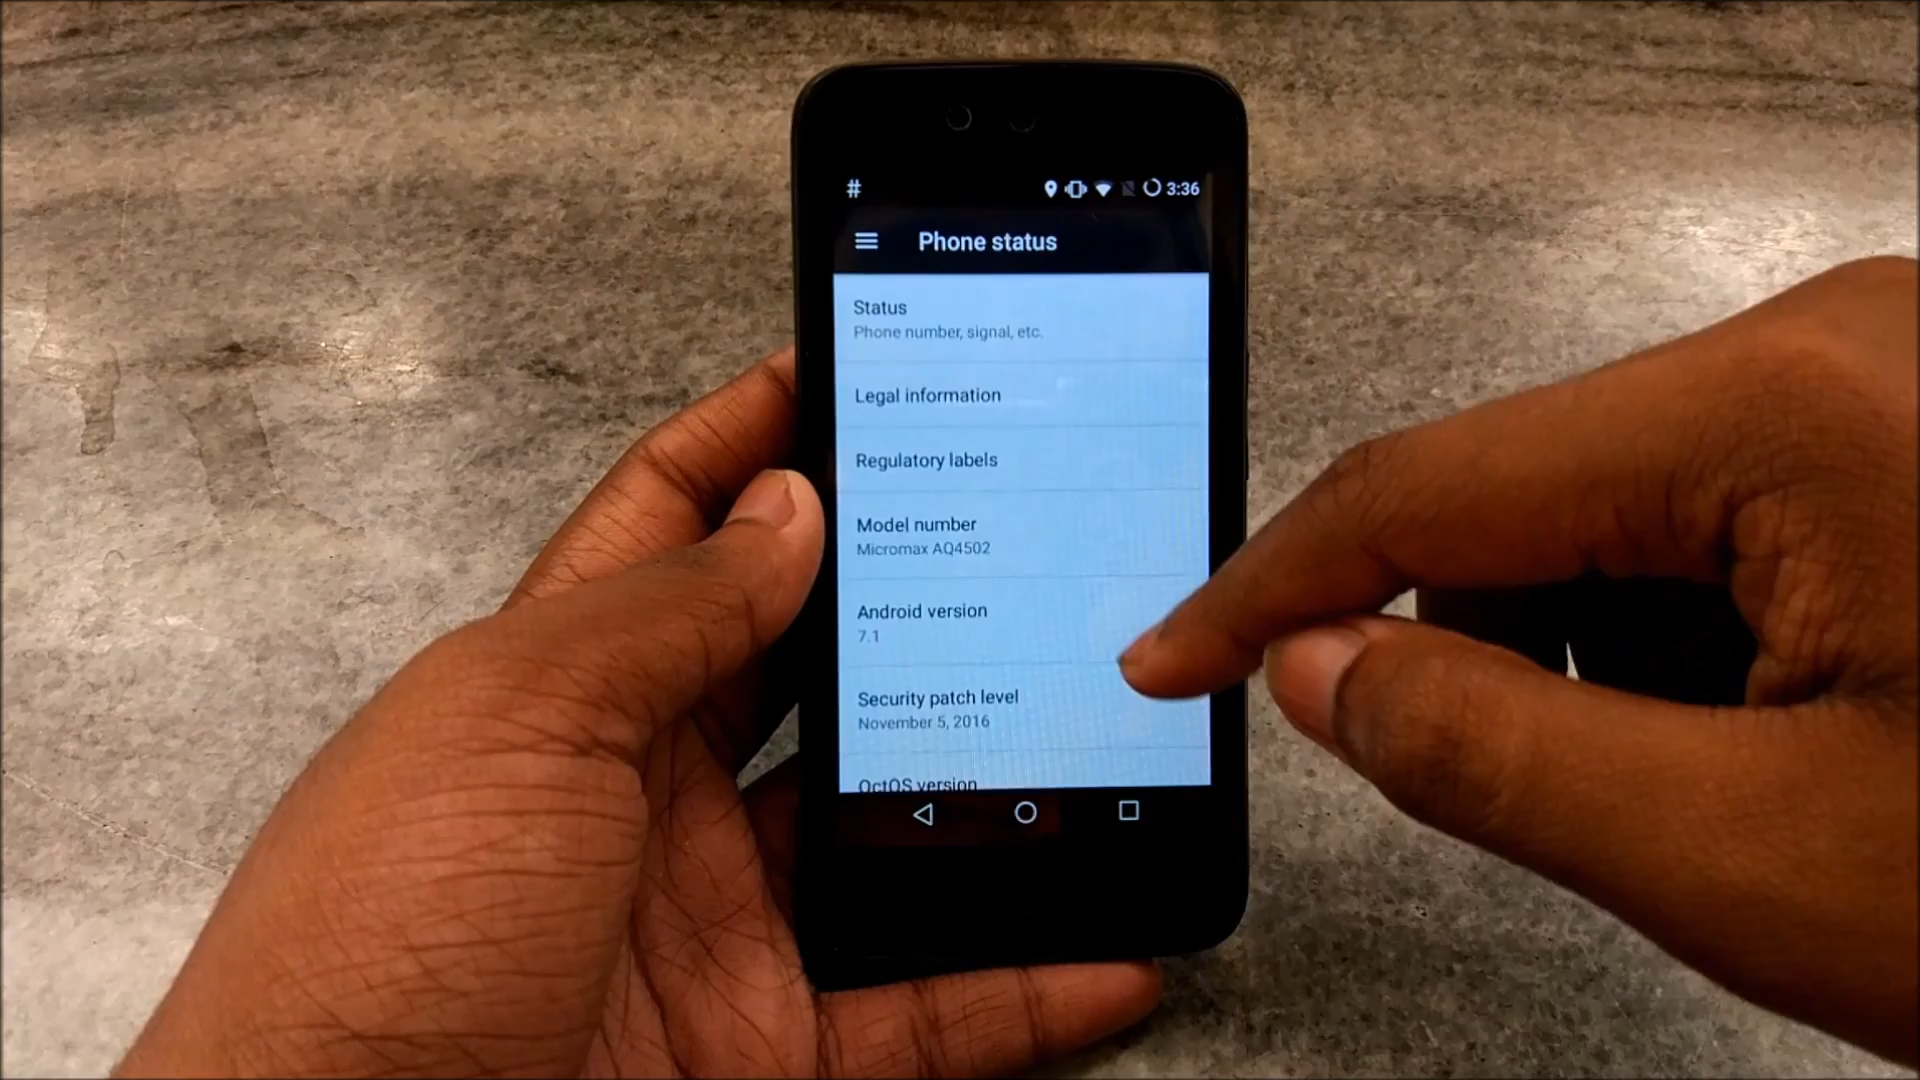 # 3:36
Phone status
Status
Phone number, signal, etc.
Legal information
Regulatory labels
Model number
Micromax AQ4502
Android version
7.1
Security patch level
November 5, 2016
OctOS version